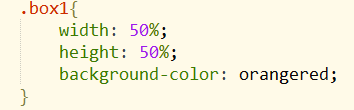 .box1{
    width: 50%;
    height: 50%;
    background-color: orangered;
}